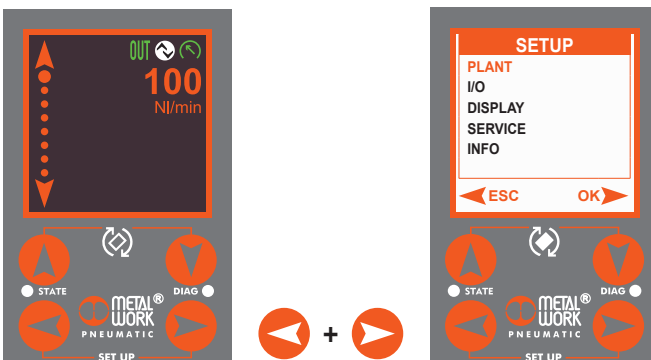 OUT
100
Nl/min
STATE
DIAG
METAL®
WORK
PNEUMATIC
SET UP
+
SETUP
PLANT
I/O
DISPLAY
SERVICE
INFO
ESC OK
STATE
DIAG
METAL®
WORK
PNEUMATIC
SET UP